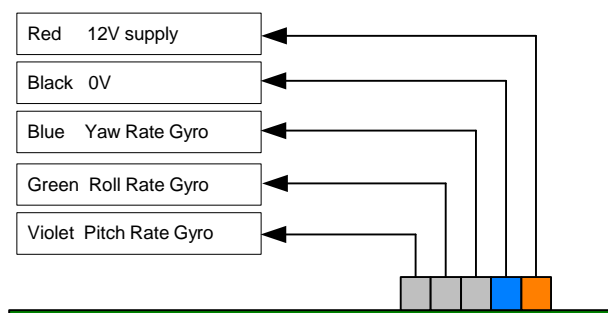 Red 12V supply
Black 0V
Blue Yaw Rate Gyro
Green Roll Rate Gyro
Violet Pitch Rate Gyro